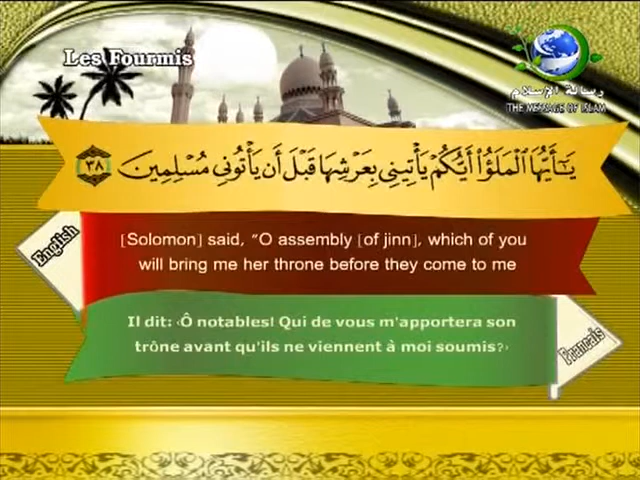 Les Fourmis
رسالة الإسلام
THE MESSAGE OF ISLAM
يَـٰٓأَيُّهَا ٱلْمَلَؤُا۟ أَيُّكُمْ يَأْتِينِى بِعَرْشِهَا قَبْلَ أَن يَأْتُونِى مُسْلِمِينَ ٣٨
English
[Solomon] said, “O assembly [of jinn], which of you
will bring me her throne before they come to me
Il dit: ‹Ô notables! Qui de vous m'apportera son
trône avant qu'ils ne viennent à moi soumis?›
Francais